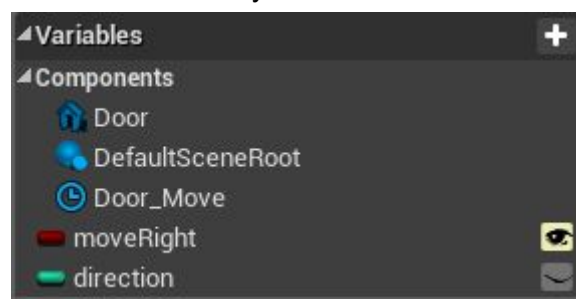 Variables
Components
Door
DefaultSceneRoot
Door_Move
moveRight
direction